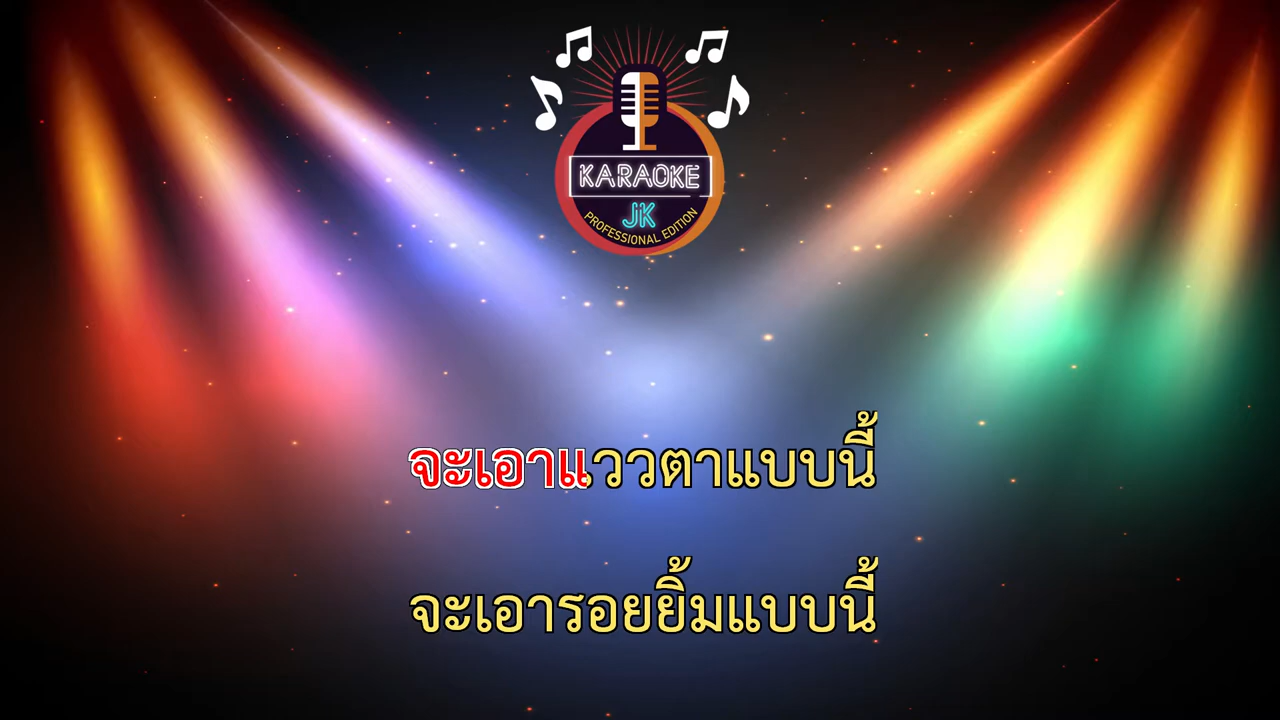 KARAOKE
JK
PROFESSIONAL EDITION
จะเอาแววตาแบบนี้
จะเอารอยยิ้มแบบนี้